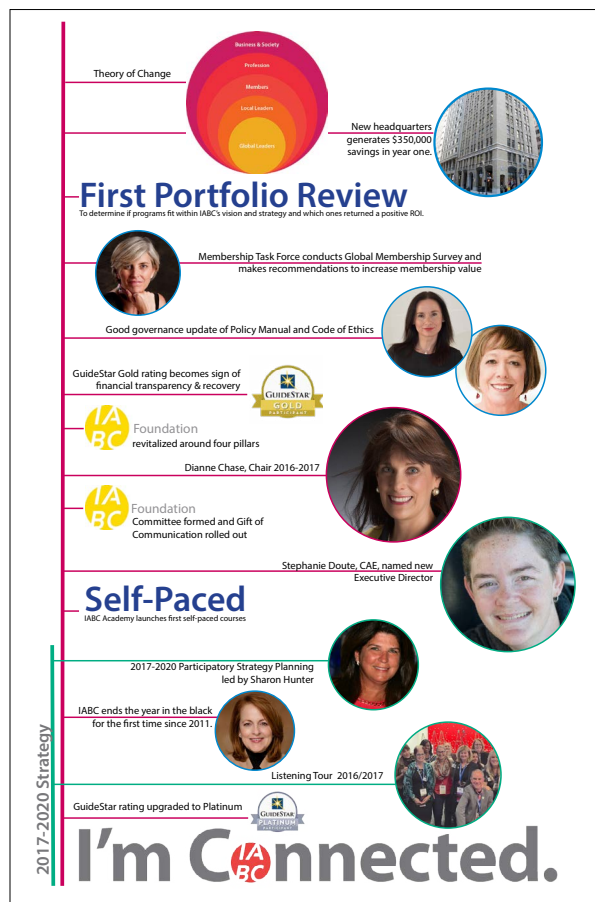 Business & Society
Profession
Members
Local Leaders
Global Leaders
Theory of Change
New headquarters
generates $350,000
savings in year one.
First Portfolio Review
To determine if programs fit within IABC's vision and strategy and which ones returned a positive ROI.
Membership Task Force conducts Global Membership Survey and
makes recommendations to increase membership value
Good governance update of Policy Manual and Code of Ethics
GuideStar Gold rating becomes sign of
financial transparency & recovery
GUIDESTAR
GOLD
PARTICIPANT
IA
BC
Foundation
revitalized around four pillars
Dianne Chase, Chair 2016-2017
IA
BC
Foundation
Committee formed and Gift of
Communication rolled out
Stephanie Doute, CAE, named new
Executive Director
Self-Paced
IABC Academy launches first self-paced courses
2017-2020 Participatory Strategy Planning
led by Sharon Hunter
IABC ends the year in the black
for the first time since 2011.
Listening Tour 2016/2017
GuideStar rating upgraded to Platinum
GUIDESTAR
PLATINUM
PARTICIPANT
2017-2020 Strategy
I'm C
IA
BC
nnected.